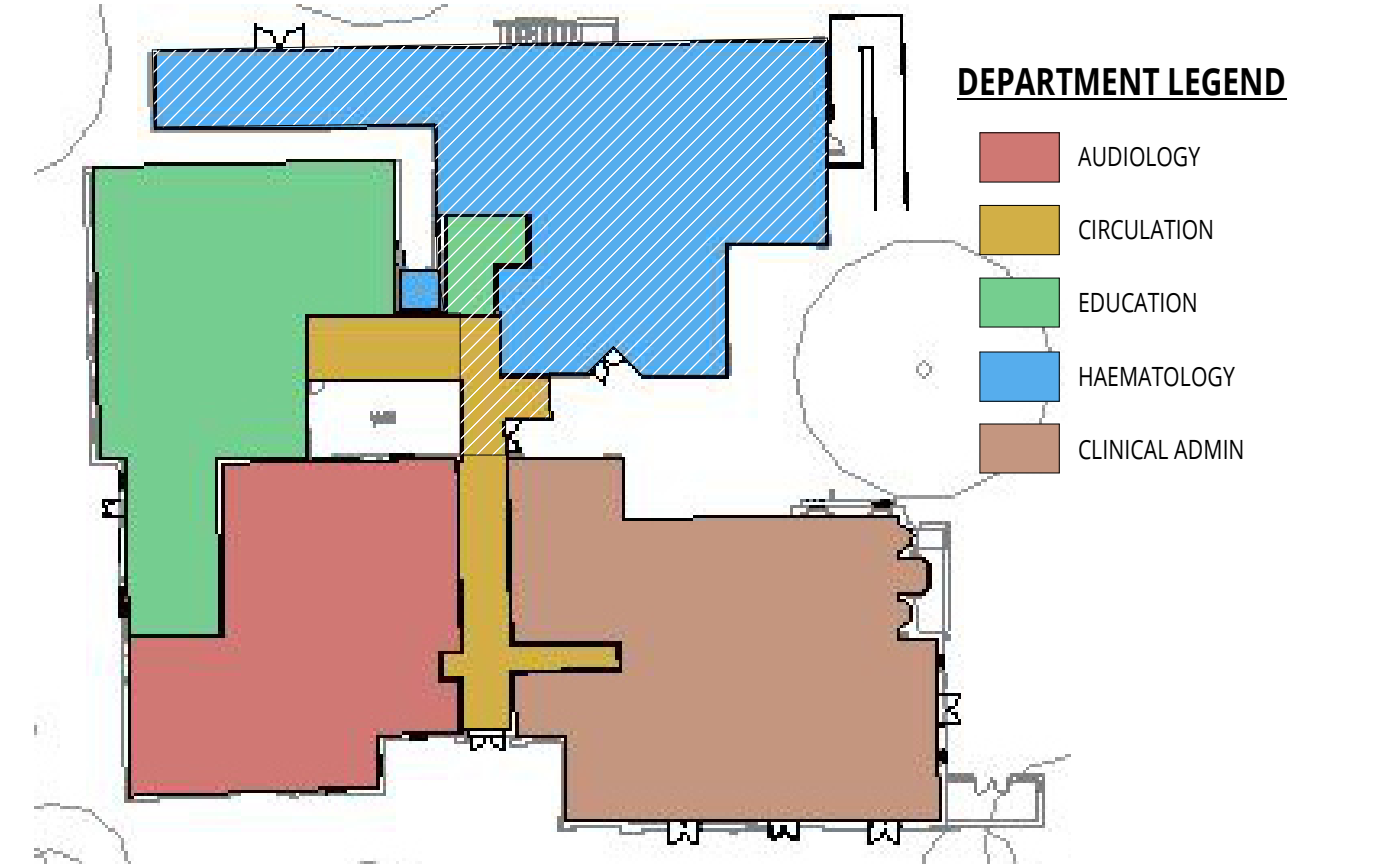 DEPARTMENT LEGEND
AUDIOLOGY
CIRCULATION
EDUCATION
HAEMATOLOGY
CLINICAL ADMIN